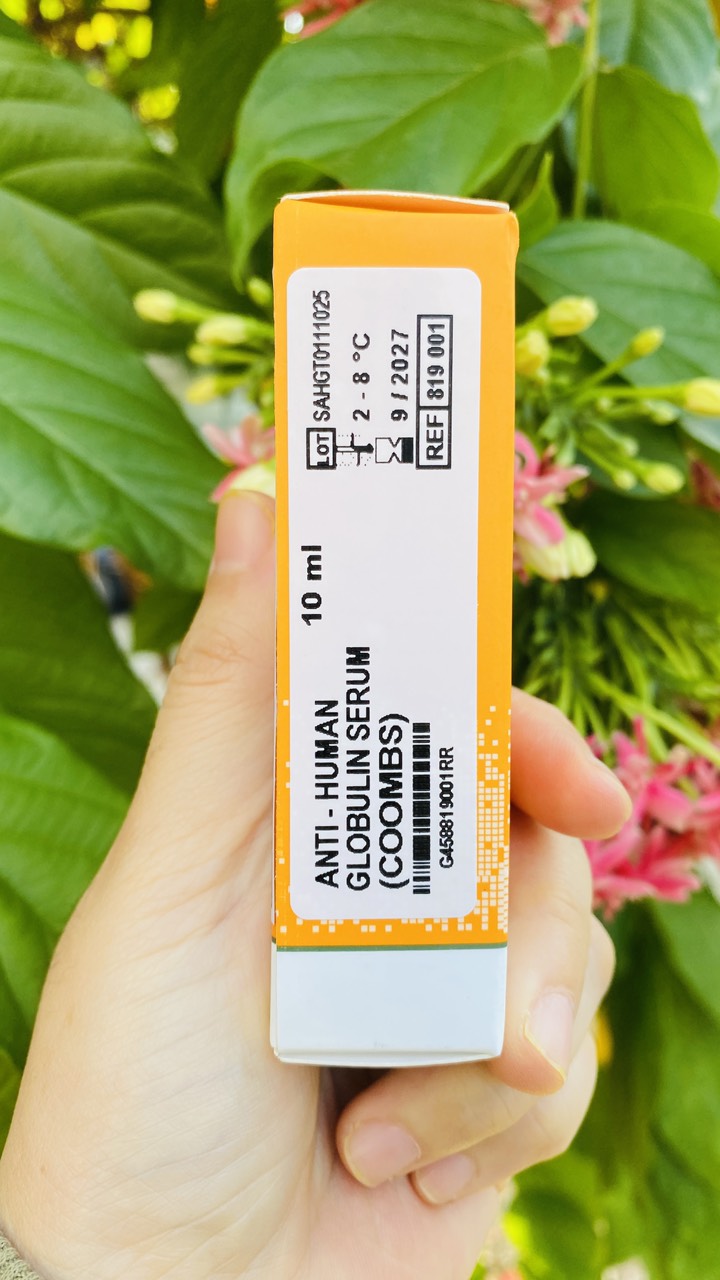 ANTI - HUMAN
GLOBULIN SERUM
(COOMBS)
G458819001RR
10 ml
LOT SAHGT0111025
2 - 8 °C
9 / 2027
REF 819 001